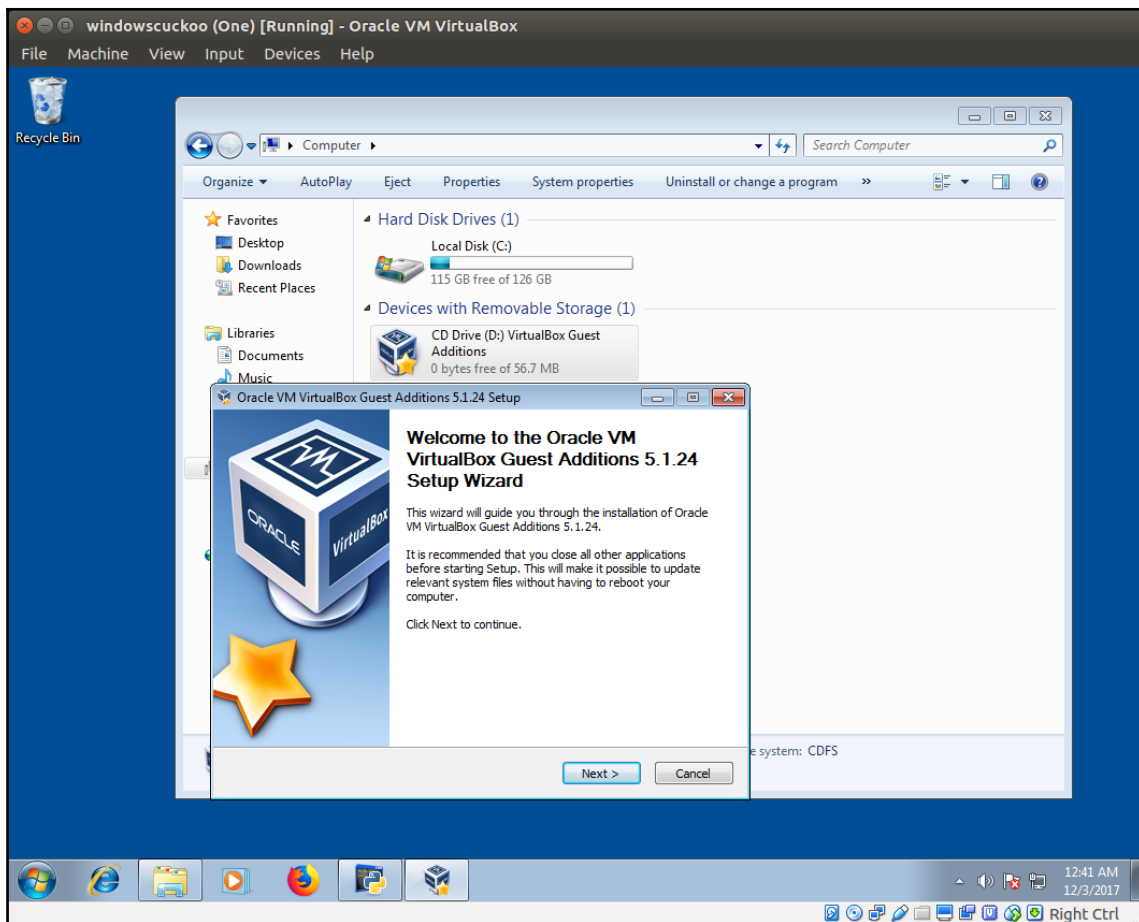 windowscuckoo (One) [Running] - Oracle VM VirtualBox
File Machine View Input Devices Help
Recycle Bin
Computer
Search Computer
Organize AutoPlay Eject Properties System properties Uninstall or change a program »
Favorites
Desktop
Downloads
Recent Places
Libraries
Documents
Music
Hard Disk Drives (1)
Local Disk (C:)
115 GB free of 126 GB
Devices with Removable Storage (1)
CD Drive (D:) VirtualBox Guest
Additions
0 bytes free of 56.7 MB
Oracle VM VirtualBox Guest Additions 5.1.24 Setup
ORACLE
VirtualBox
Welcome to the Oracle VM
VirtualBox Guest Additions 5.1.24
Setup Wizard
This wizard will guide you through the installation of Oracle
VM VirtualBox Guest Additions 5.1.24.
It is recommended that you close all other applications
before starting Setup. This will make it possible to update
relevant system files without having to reboot your
computer.
Click Next to continue.
Next >
Cancel
system: CDFS
12:41 AM
12/3/2017
Right Ctrl